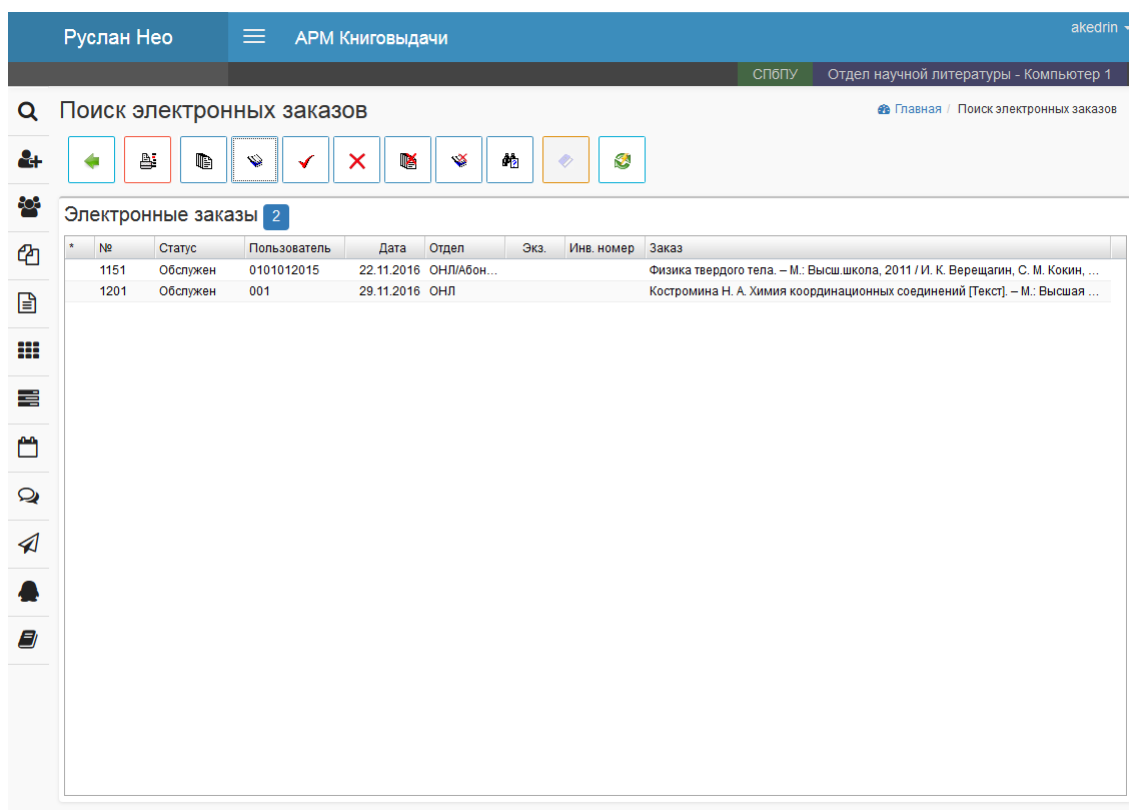 Руслан Нео АРМ Книговыдачи akedrin
СПбПУ Отдел научной литературы - Компьютер 1
Поиск электронных заказов Главная / Поиск электронных заказов
Электронные заказы 2
* № Статус Пользователь Дата Отдел Экз. Инв. номер Заказ
1151 Обслужен 0101012015 22.11.2016 ОНЛ/Абон... Физика твердого тела. – М.: Высш.школа, 2011 / И. К. Верещагин, С. М. Кокин, ...
1201 Обслужен 001 29.11.2016 ОНЛ Костромина Н. А. Химия координационных соединений [Текст]. – М.: Высшая ...